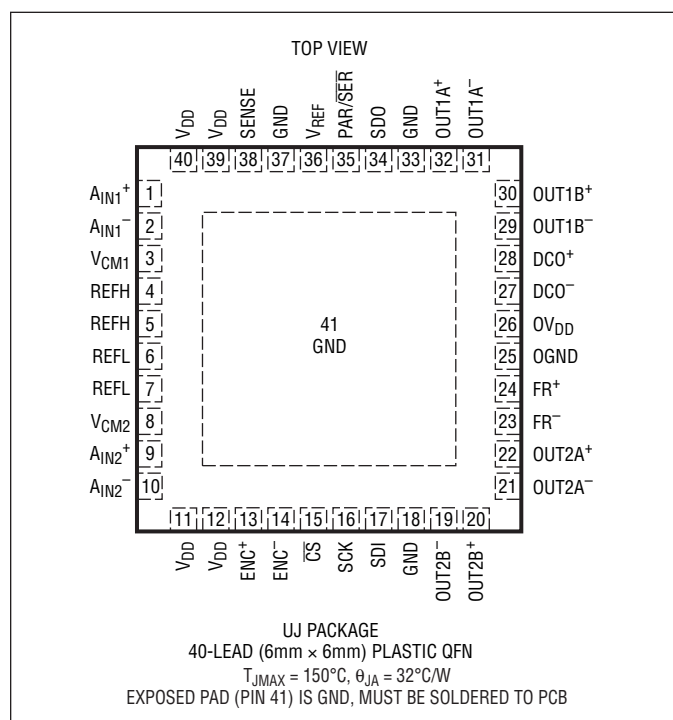 TOP VIEW
VDD
VDD
SENSE
GND
VREF
PAR/S̅E̅R̅
SDO
GND
OUT1A+
OUT1A–
40 39 38 37 36 35 34 33 32 31
AIN1+ 1
AIN1– 2
VCM1 3
REFH 4
REFH 5
REFL 6
REFL 7
VCM2 8
AIN2+ 9
AIN2– 10
41
GND
30 OUT1B+
29 OUT1B–
28 DCO+
27 DCO–
26 OVDD
25 OGND
24 FR+
23 FR–
22 OUT2A+
21 OUT2A–
11 12 13 14 15 16 17 18 19 20
VDD
VDD
ENC+
ENC–
C̅S̅
SCK
SDI
GND
OUT2B–
OUT2B+
UJ PACKAGE
40-LEAD (6mm × 6mm) PLASTIC QFN
TJMAX = 150°C, θJA = 32°C/W
EXPOSED PAD (PIN 41) IS GND, MUST BE SOLDERED TO PCB